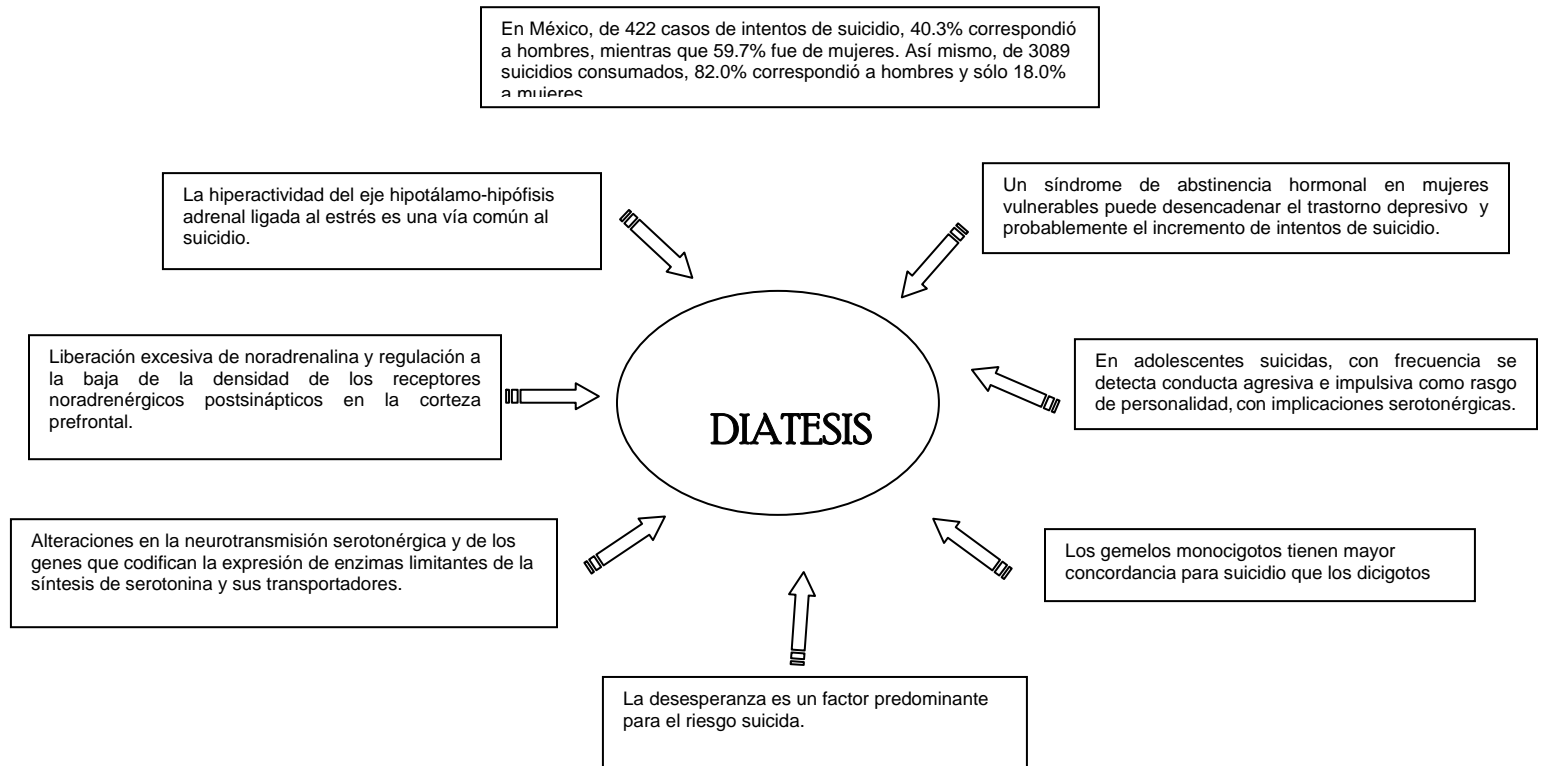 En México, de 422 casos de intentos de suicidio, 40.3% correspondió
a hombres, mientras que 59.7% fue de mujeres. Así mismo, de 3089
suicidios consumados, 82.0% correspondió a hombres y sólo 18.0%
a mujeres
La hiperactividad del eje hipotálamo-hipófisis
adrenal ligada al estrés es una vía común al
suicidio.
Un síndrome de abstinencia hormonal en mujeres
vulnerables puede desencadenar el trastorno depresivo y
probablemente el incremento de intentos de suicidio.
Liberación excesiva de noradrenalina y regulación a
la baja de la densidad de los receptores
noradrenérgicos postsinápticos en la corteza
prefrontal.
En adolescentes suicidas, con frecuencia se
detecta conducta agresiva e impulsiva como rasgo
de personalidad, con implicaciones serotonérgicas.
DIATESIS
Alteraciones en la neurotransmisión serotonérgica y de los
genes que codifican la expresión de enzimas limitantes de la
síntesis de serotonina y sus transportadores.
Los gemelos monocigotos tienen mayor
concordancia para suicidio que los dicigotos
La desesperanza es un factor predominante
para el riesgo suicida.